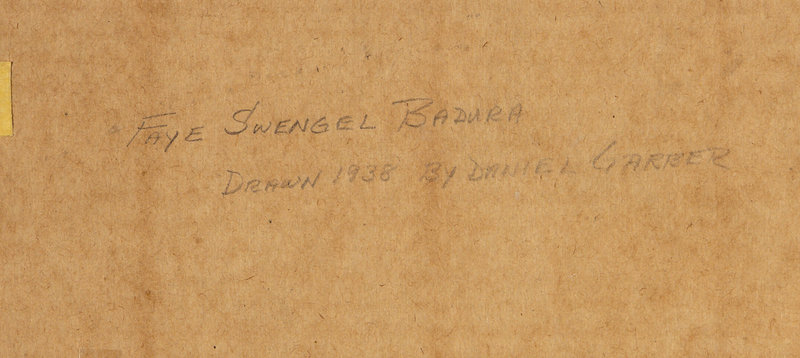 FAYE SWENGEL BADURA
DRAWN 1938 BY DANIEL GARBER